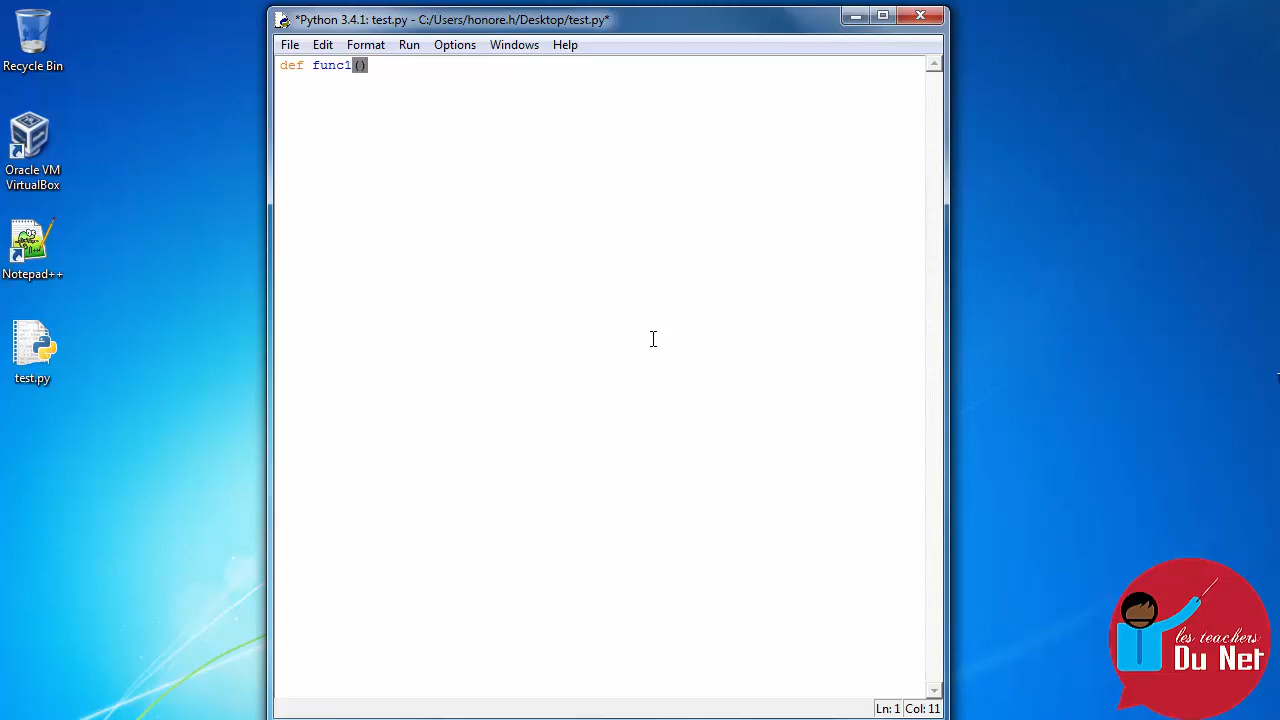 *Python 3.4.1: test.py - C:/Users/honore.h/Desktop/test.py*
File Edit Format Run Options Windows Help
def func1()
Recycle Bin
Oracle VM
VirtualBox
Notepad++
test.py
les teachers
Du Net
Ln: 1 Col: 11